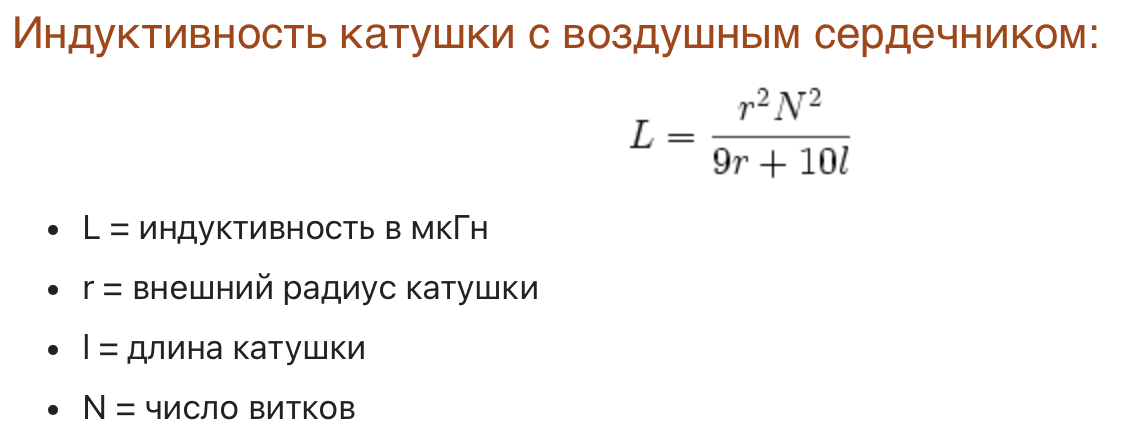 Индуктивность катушки с воздушным сердечником:
L = r²N² / 9r + 10l
• L = индуктивность в мкГн
• r = внешний радиус катушки
• l = длина катушки
• N = число витков